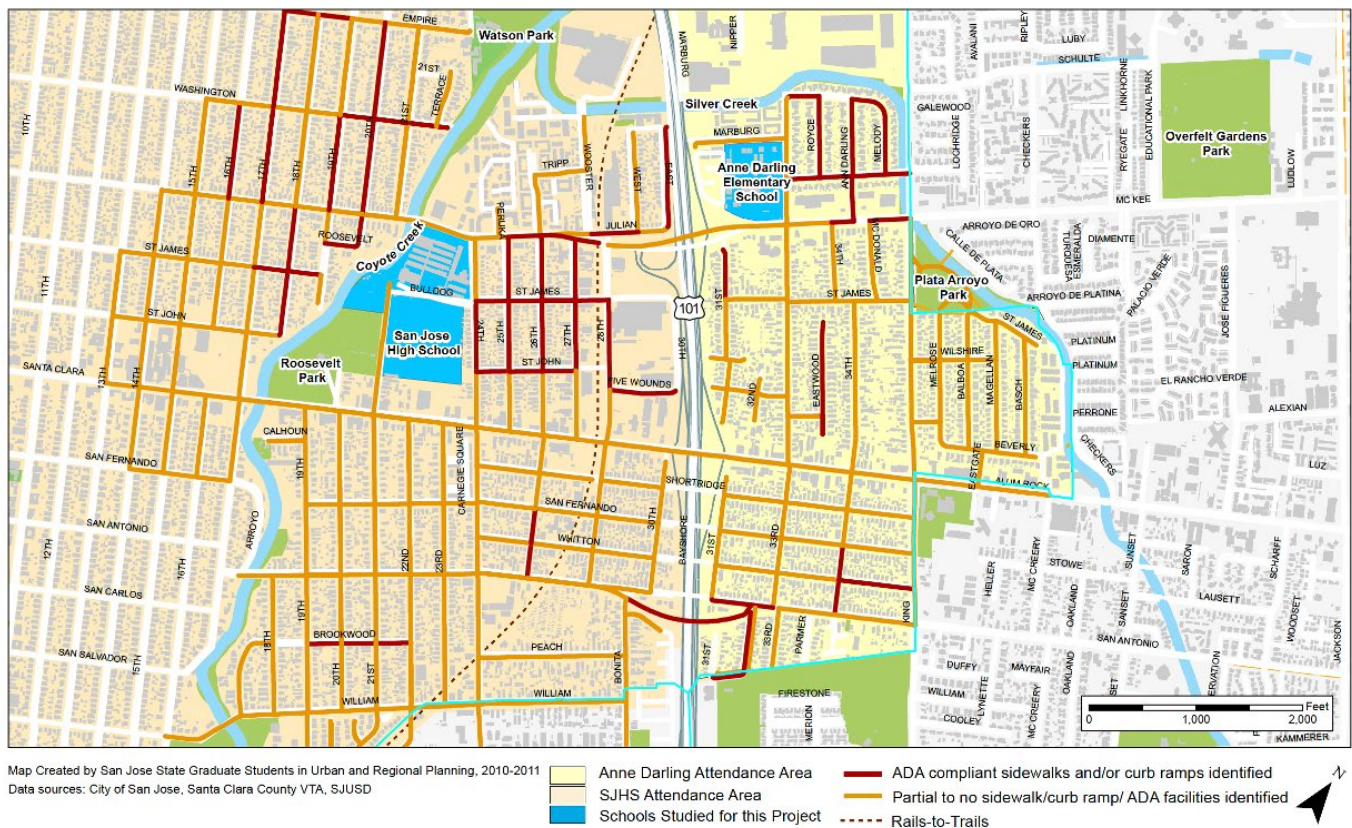 EMPIRE
Watson Park
MARBURG
NIPPER
AVALANI
RIPLEY
LUBY
SCHULTE
21ST
TERRACE
WASHINGTON
10TH
15TH
16TH
17TH
18TH
19TH
20TH
21ST
Silver Creek
MARBURG
ROYCE
ANN DARLING
MELODY
GALEWOOD
LOCHRIDGE
CHECKERS
RYEGATE
LINKHORNE
EDUCATIONAL PARK
Overfelt Gardens
Park
LUDLOW
TRIPP
WOOSTER
WEST
EAST
Anne Darling
Elementary
School
MC KEE
PERUKA
JULIAN
ROOSEVELT
Coyote Creek
ST JAMES
34TH
MCDONALD
ARROYO DE ORO
CALLE DE PLATA
TURQUESA
ESMERALDA
DIAMENTE
PALACIO VERDE
JOSE FIGUERES
11TH
BULLDOG
ST JAMES
101
31ST
ST JAMES
Plata Arroyo
Park
ARROYO DE PLATINA
ST JOHN
San Jose
High School
24TH
25TH
26TH
27TH
28TH
30TH
ST JOHN
EASTWOOD
34TH
ST JAMES
PLATINUM
PLATINUM
MELROSE
WILSHIRE
BALBOA
MAGELLAN
BASCH
SANTA CLARA
13TH
14TH
Roosevelt
Park
FIVE WOUNDS
32ND
EL RANCHO VERDE
PERRONE
ALEXIAN
CALHOUN
19TH
CARNEGIE SQUARE
EASTGATE
BEVERLY
CHECKERS
LUZ
SAN FERNANDO
SHORTRIDGE
ALUM ROCK
SAN FERNANDO
30TH
BAYSHORE
31ST
33RD
SAN ANTONIO
12TH
16TH
ARROYO
22ND
23RD
WHITTON
SAN CARLOS
HELLER
MC CREERY
STOWE
OAKLAND
SUNSET
SARON
SCHARFF
LAUSETT
WOODSET
JACKSON
SANSET
SAN ANTONIO
KING
18TH
19TH
BROOKWOOD
20TH
21ST
PEACH
BONITA
31ST
33RD
PARMER
SAN SALVADOR
15TH
WILLIAM
WILLIAM
FIRESTONE
MERION
DUFFY
MAYFAIR
WILLIAM
LYNETTE
COOLEY
MC CREERY
OAKLAND
KAMMERER
Feet
0 1,000 2,000
Map Created by San Jose State Graduate Students in Urban and Regional Planning, 2010-2011
Data sources: City of San Jose, Santa Clara County VTA, SJUSD
Anne Darling Attendance Area
SJHS Attendance Area
Schools Studied for this Project
ADA compliant sidewalks and/or curb ramps identified
Partial to no sidewalk/curb ramp/ ADA facilities identified
Rails-to-Trails
N